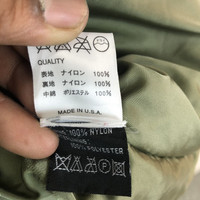 QUALITY
表地 ナイロン 100%
裏地 ナイロン 100%
中綿 ポリエステル 100%
MADE IN U.S.A.
100% NYLON
100% POLYESTER